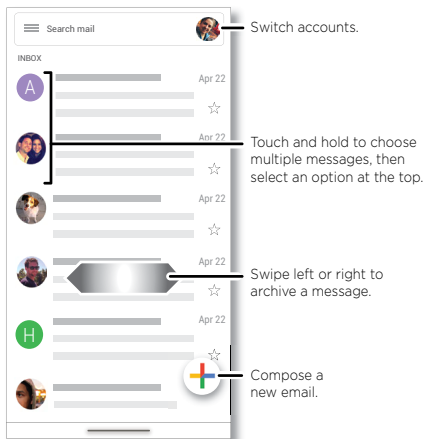 Search mail
Switch accounts.
INBOX
A
Apr 22
Apr 22
Touch and hold to choose
multiple messages, then
select an option at the top.
Apr 22
Apr 22
Swipe left or right to
archive a message.
H
Apr 22
Compose a
new email.